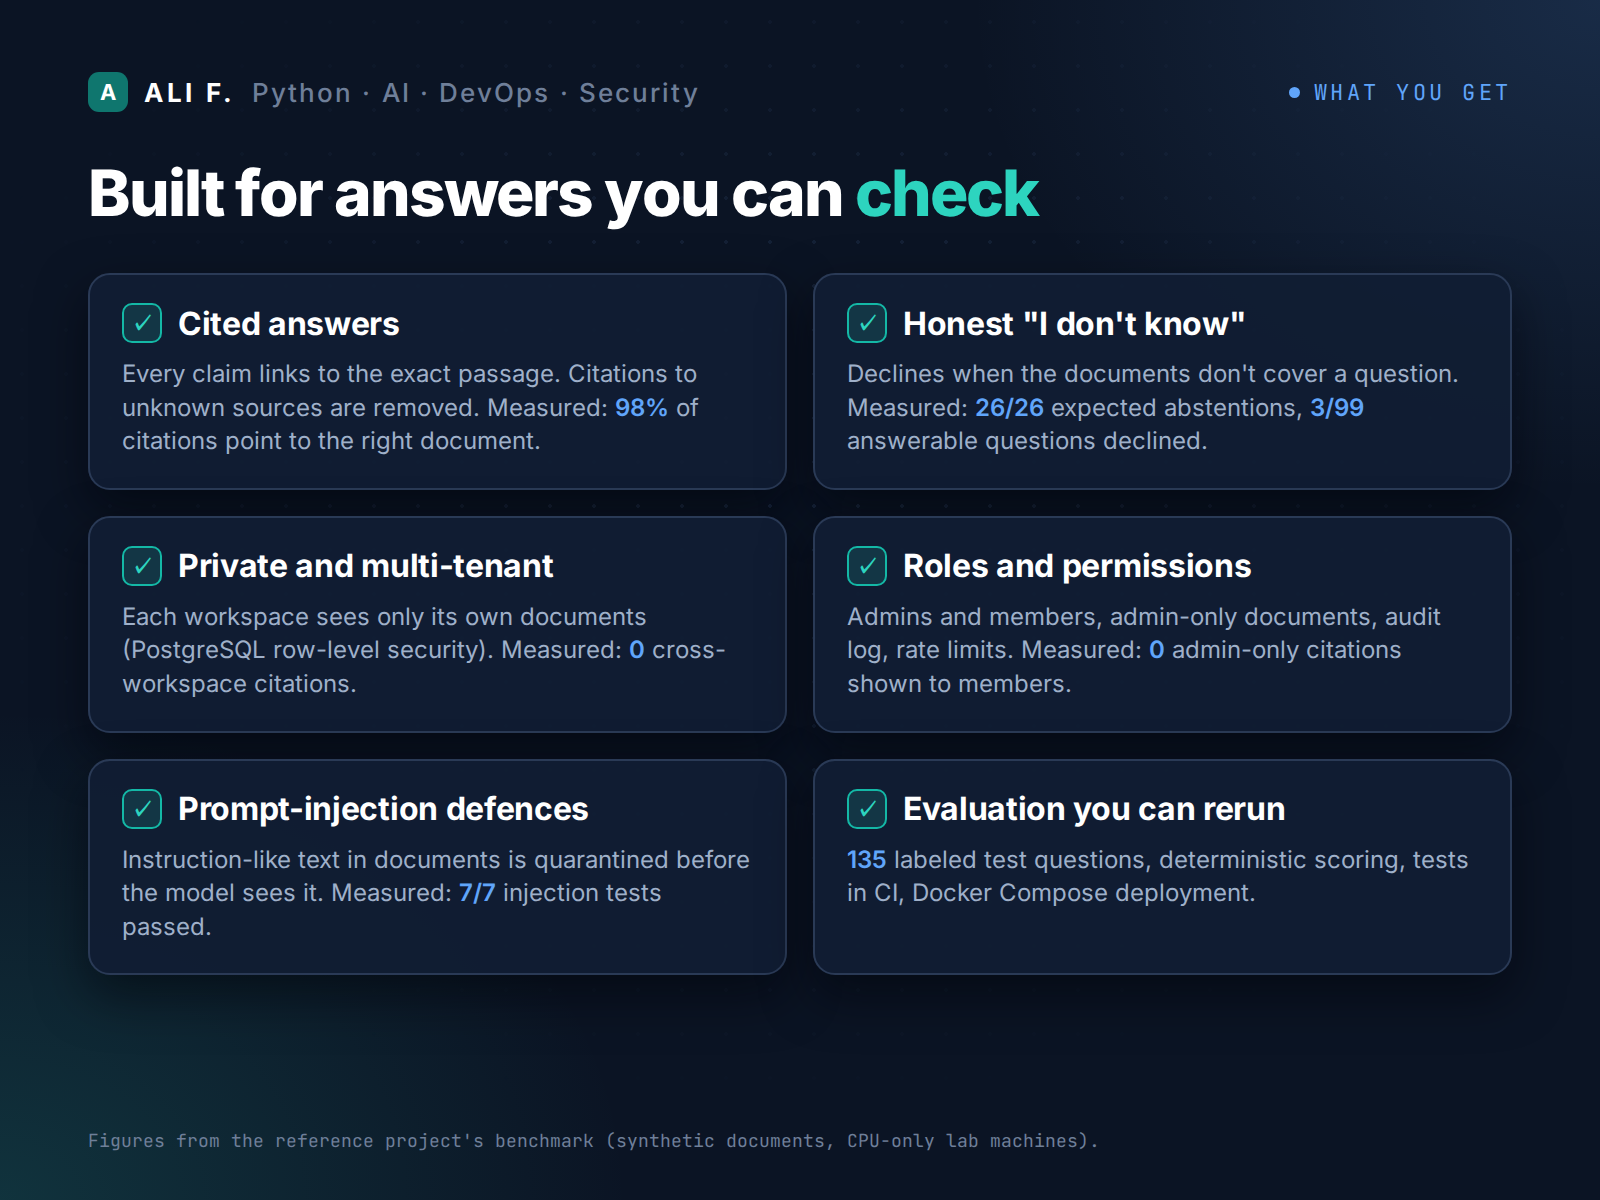 A ALI F. Python · AI · DevOps · Security
WHAT YOU GET
Built for answers you can check
✓ Cited answers
Every claim links to the exact passage. Citations to
unknown sources are removed. Measured: 98% of
citations point to the right document.
✓ Honest "I don't know"
Declines when the documents don't cover a question.
Measured: 26/26 expected abstentions, 3/99
answerable questions declined.
✓ Private and multi-tenant
Each workspace sees only its own documents
(PostgreSQL row-level security). Measured: 0 cross-
workspace citations.
✓ Roles and permissions
Admins and members, admin-only documents, audit
log, rate limits. Measured: 0 admin-only citations
shown to members.
✓ Prompt-injection defences
Instruction-like text in documents is quarantined before
the model sees it. Measured: 7/7 injection tests
passed.
✓ Evaluation you can rerun
135 labeled test questions, deterministic scoring, tests
in CI, Docker Compose deployment.
Figures from the reference project's benchmark (synthetic documents, CPU-only lab machines).